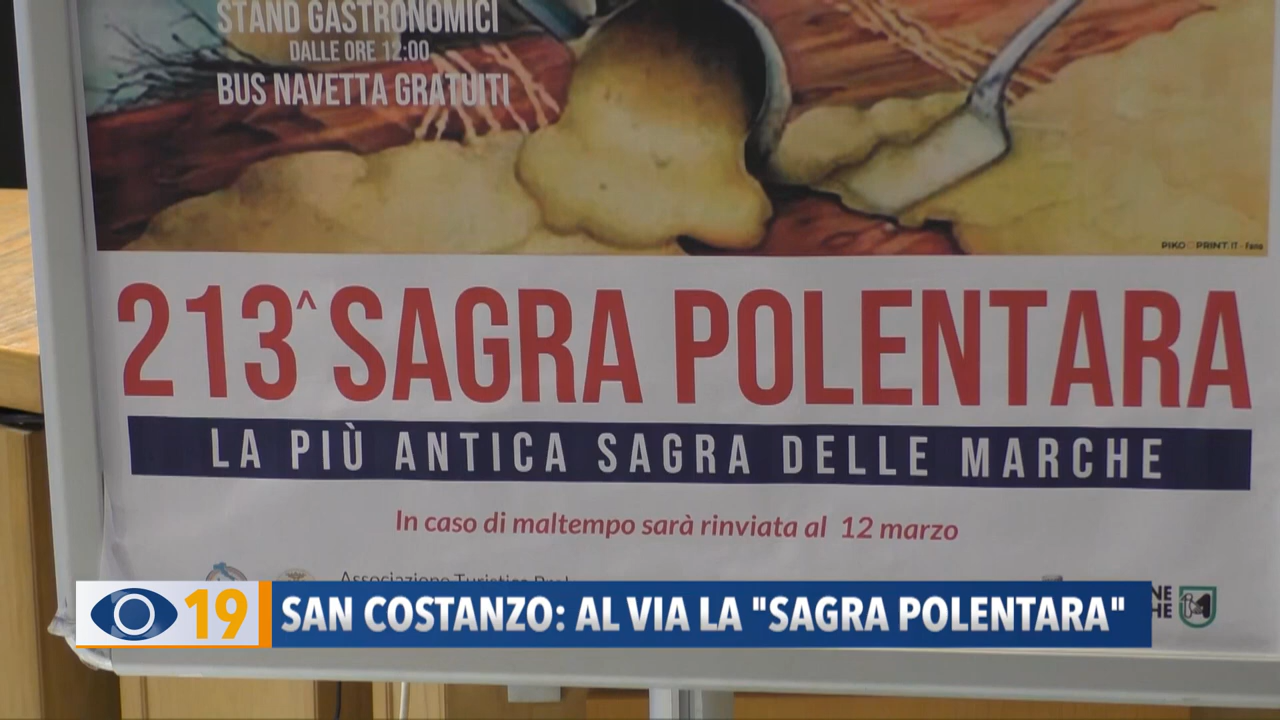 STAND GASTRONOMICI
DALLE ORE 12:00
BUS NAVETTA GRATUITI
PIKO PRINT.IT - Fano
213^ SAGRA POLENTARA
LA PIÙ ANTICA SAGRA DELLE MARCHE
In caso di maltempo sarà rinviata al 12 marzo
Associazione Turistica
19
SAN COSTANZO: AL VIA LA "SAGRA POLENTARA"